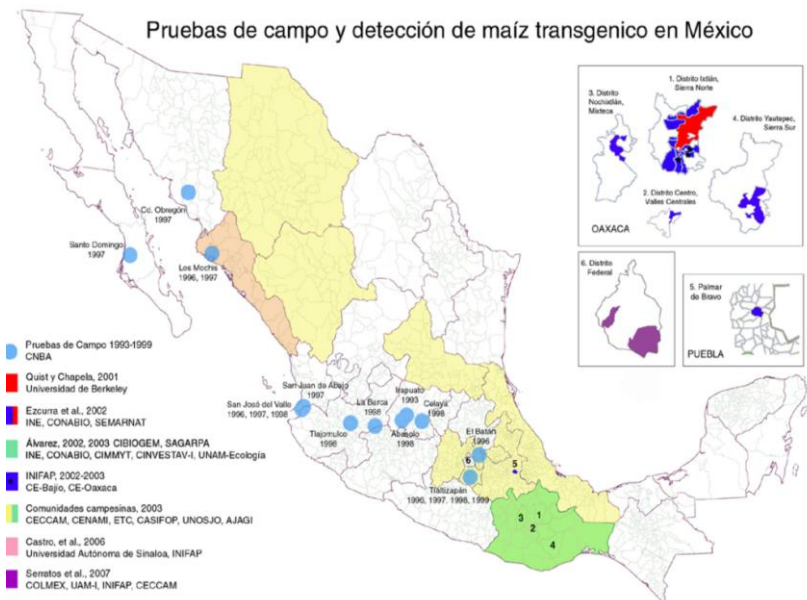 Pruebas de campo y detección de maíz transgenico en México
1. Distrito Ixtlán,
Sierra Norte
3. Distrito
Nochixtlán,
Mixteca
4. Distrito Yautepec,
Sierra Sur
2. Distrito Centro,
Valles Centrales
OAXACA
6. Distrito
Federal
5. Palmar
de Bravo
PUEBLA
Cd. Obregón
1997
Santo Domingo
1997
Los Mochis
1996, 1997
San Juan de Abajo
1997
San José del Valle
1996, 1997, 1998
La Barca
1998
Irapuato
1993
Celaya
1998
Tlajomulco
1996
Abasolo
1998
El Batán
1996
6
5
Tlaltizapán
1996, 1997, 1998, 1999
3
1
2
4
Pruebas de Campo 1993-1999
CNBA
Quist y Chapela, 2001
Universidad de Berkeley
Ezcurra et al., 2002
INE, CONABIO, SEMARNAT
Álvarez, 2002, 2003 CIBIOGEM, SAGARPA
INE, CONABIO, CIMMYT, CINVESTAV-I, UNAM-Ecología
INIFAP, 2002-2003
CE-Bajío, CE-Oaxaca
Comunidades campesinas, 2003
CECCAM, CENAMI, ETC, CASIFOP, UNOSJO, AJAGI
Castro, et al., 2006
Universidad Autónoma de Sinaloa, INIFAP
Serratos et al., 2007
COLMEX, UAM-I, INIFAP, CECCAM